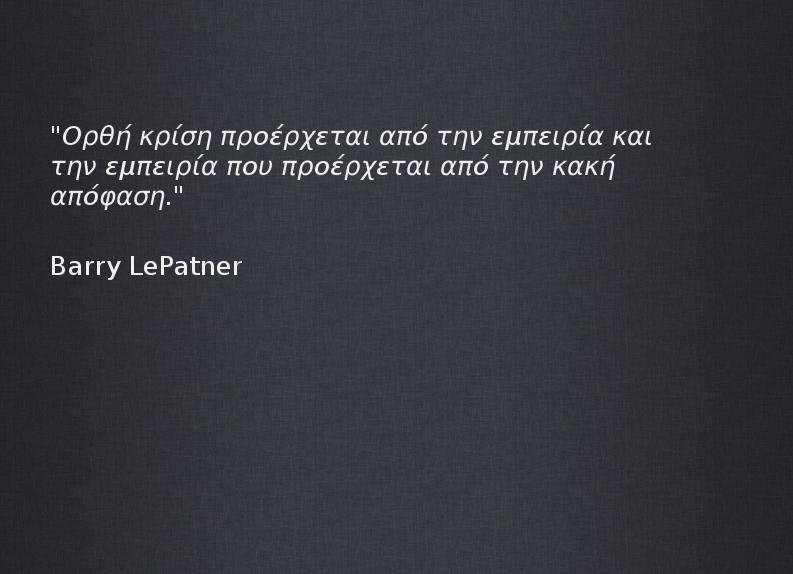 "Ορθή κρίση προέρχεται από την εμπειρία και
την εμπειρία που προέρχεται από την κακή
απόφαση."
Barry LePatner